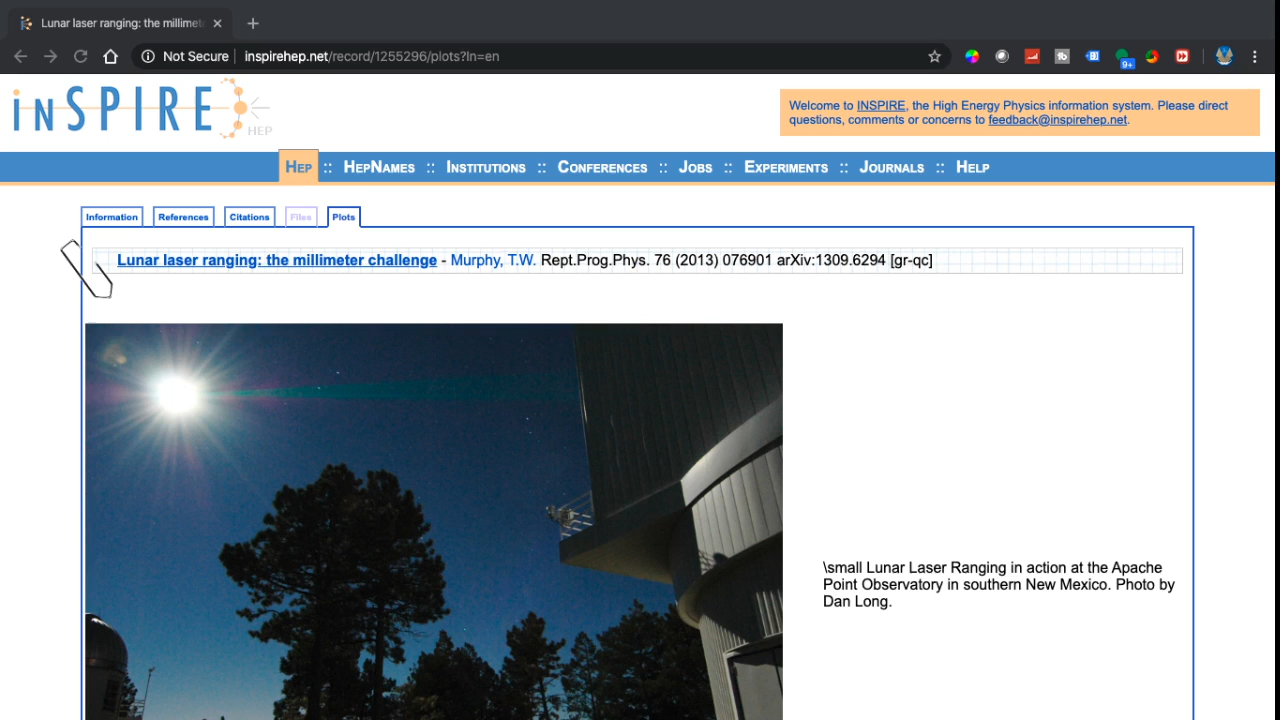 Lunar laser ranging: the millimet
Not Secure
inspirehep.net/record/1255296/plots?ln=en
9+
inSPIRE
HEP
Welcome to INSPIRE, the High Energy Physics information system. Please direct
questions, comments or concerns to feedback@inspirehep.net.
Hep :: HepNames :: Institutions :: Conferences :: Jobs :: Experiments :: Journals :: Help
Information References Citations Files Plots
Lunar laser ranging: the millimeter challenge - Murphy, T.W. Rept.Prog.Phys. 76 (2013) 076901 arXiv:1309.6294 [gr-qc]
\small Lunar Laser Ranging in action at the Apache
Point Observatory in southern New Mexico. Photo by
Dan Long.